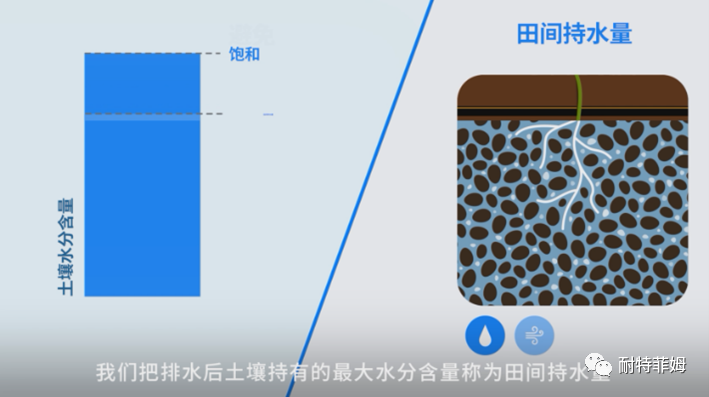 田间持水量
饱和
土壤水分含量
我们把排水后土壤持有的最大水分含量称为田间持水量
耐特菲姆